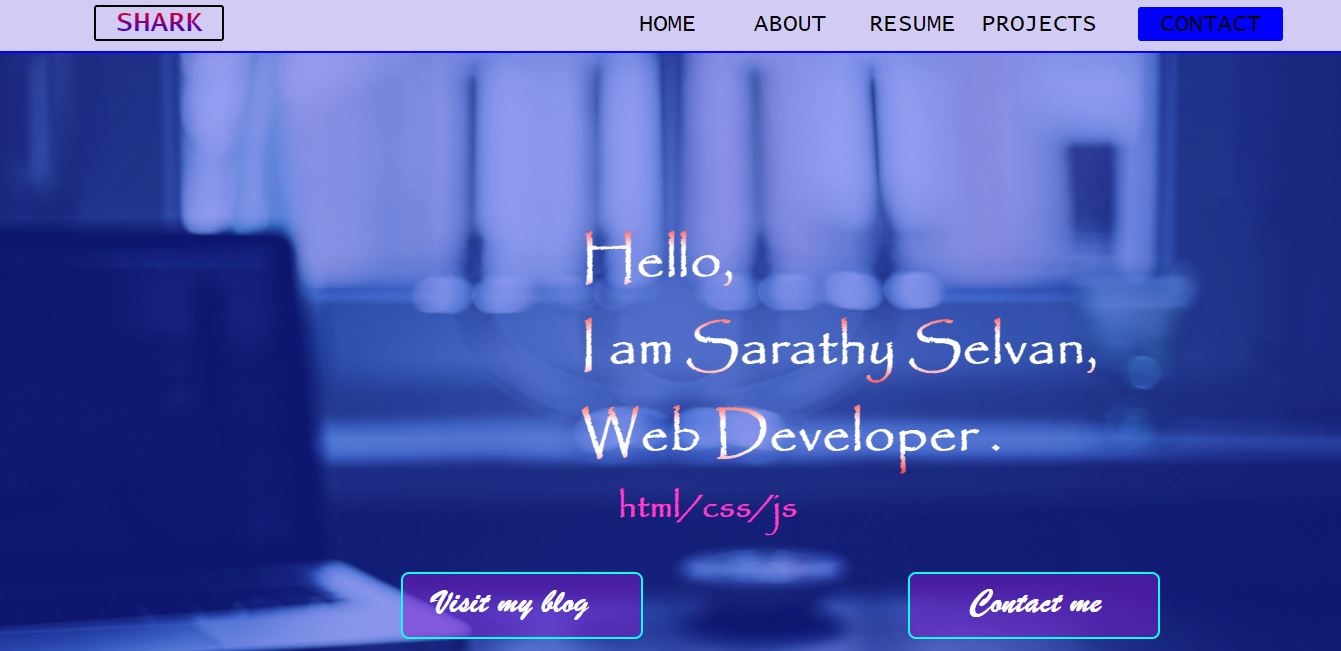 SHARK HOME ABOUT RESUME PROJECTS CONTACT
Hello,
I am Sarathy Selvan,
Web Developer .
html/css/js
Visit my blog Contact me